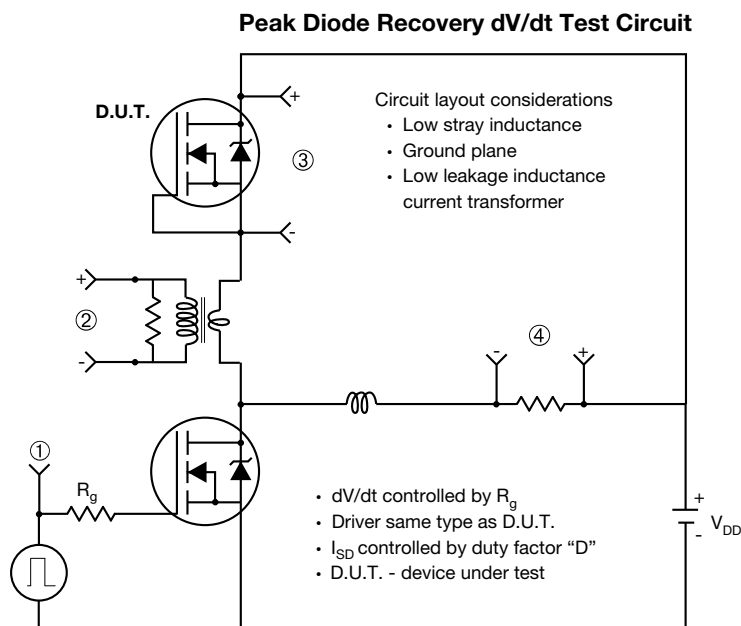 Peak Diode Recovery dV/dt Test Circuit
D.U.T.
+
-
③
Circuit layout considerations
• Low stray inductance
• Ground plane
• Low leakage inductance
current transformer
+
②
-
-
④
+
①
Rg
• dV/dt controlled by Rg
• Driver same type as D.U.T.
• ISD controlled by duty factor “D”
• D.U.T. - device under test
+
-
VDD